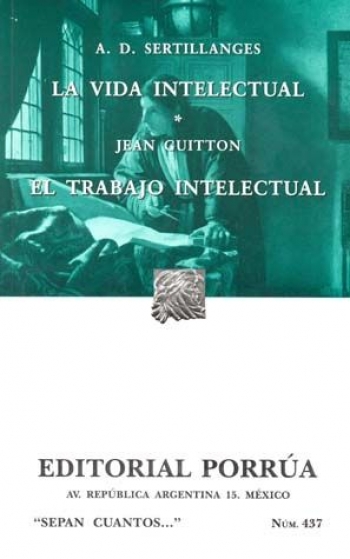 A. D. SERTILLANGES
LA VIDA INTELECTUAL
*
JEAN GUITTON
EL TRABAJO INTELECTUAL
EDITORIAL PORRÚA
AV. REPÚBLICA ARGENTINA 15. MÉXICO
“SEPAN CUANTOS...” NÚM. 437